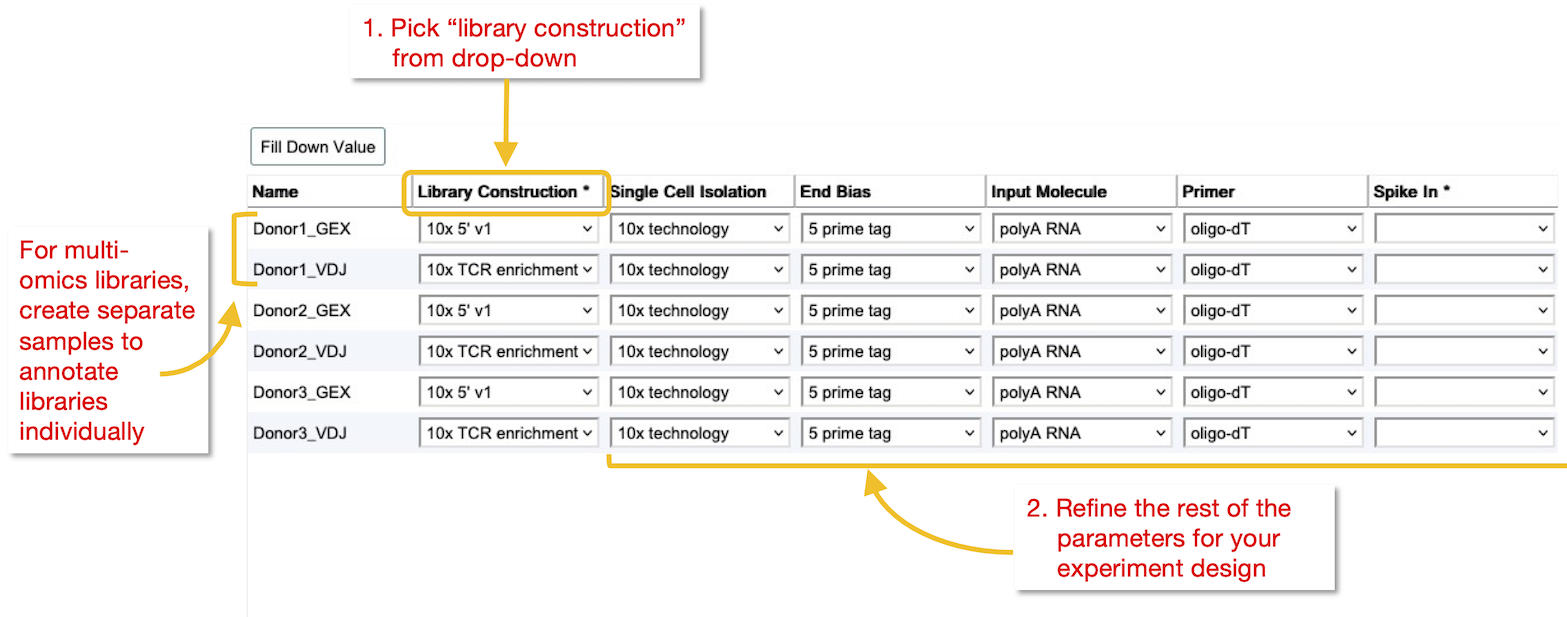 1. Pick “library construction”
from drop-down
Fill Down Value
Name Library Construction * Single Cell Isolation End Bias Input Molecule Primer Spike In *
Donor1_GEX 10x 5' v1 10x technology 5 prime tag polyA RNA oligo-dT
Donor1_VDJ 10x TCR enrichment 10x technology 5 prime tag polyA RNA oligo-dT
Donor2_GEX 10x 5' v1 10x technology 5 prime tag polyA RNA oligo-dT
Donor2_VDJ 10x TCR enrichment 10x technology 5 prime tag polyA RNA oligo-dT
Donor3_GEX 10x 5' v1 10x technology 5 prime tag polyA RNA oligo-dT
Donor3_VDJ 10x TCR enrichment 10x technology 5 prime tag polyA RNA oligo-dT
For multi-
omics libraries,
create separate
samples to
annotate
libraries
individually
2. Refine the rest of the
parameters for your
experiment design